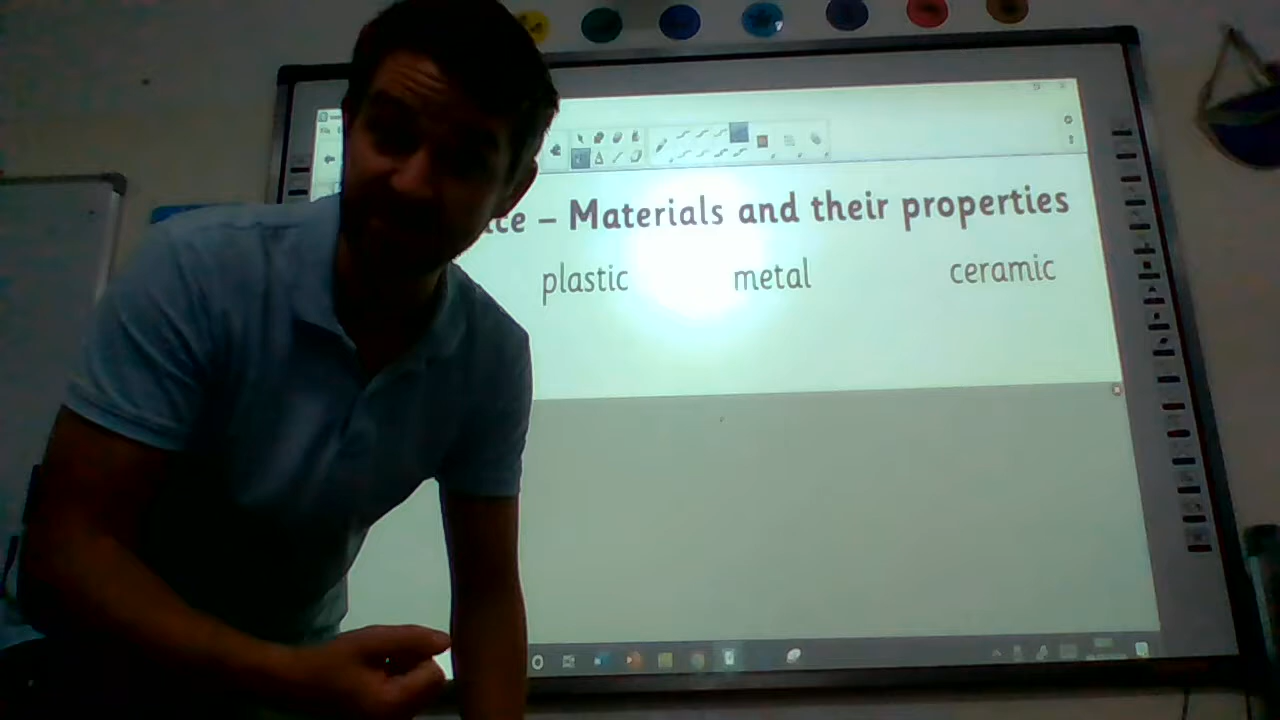 ce – Materials and their properties
plastic metal ceramic